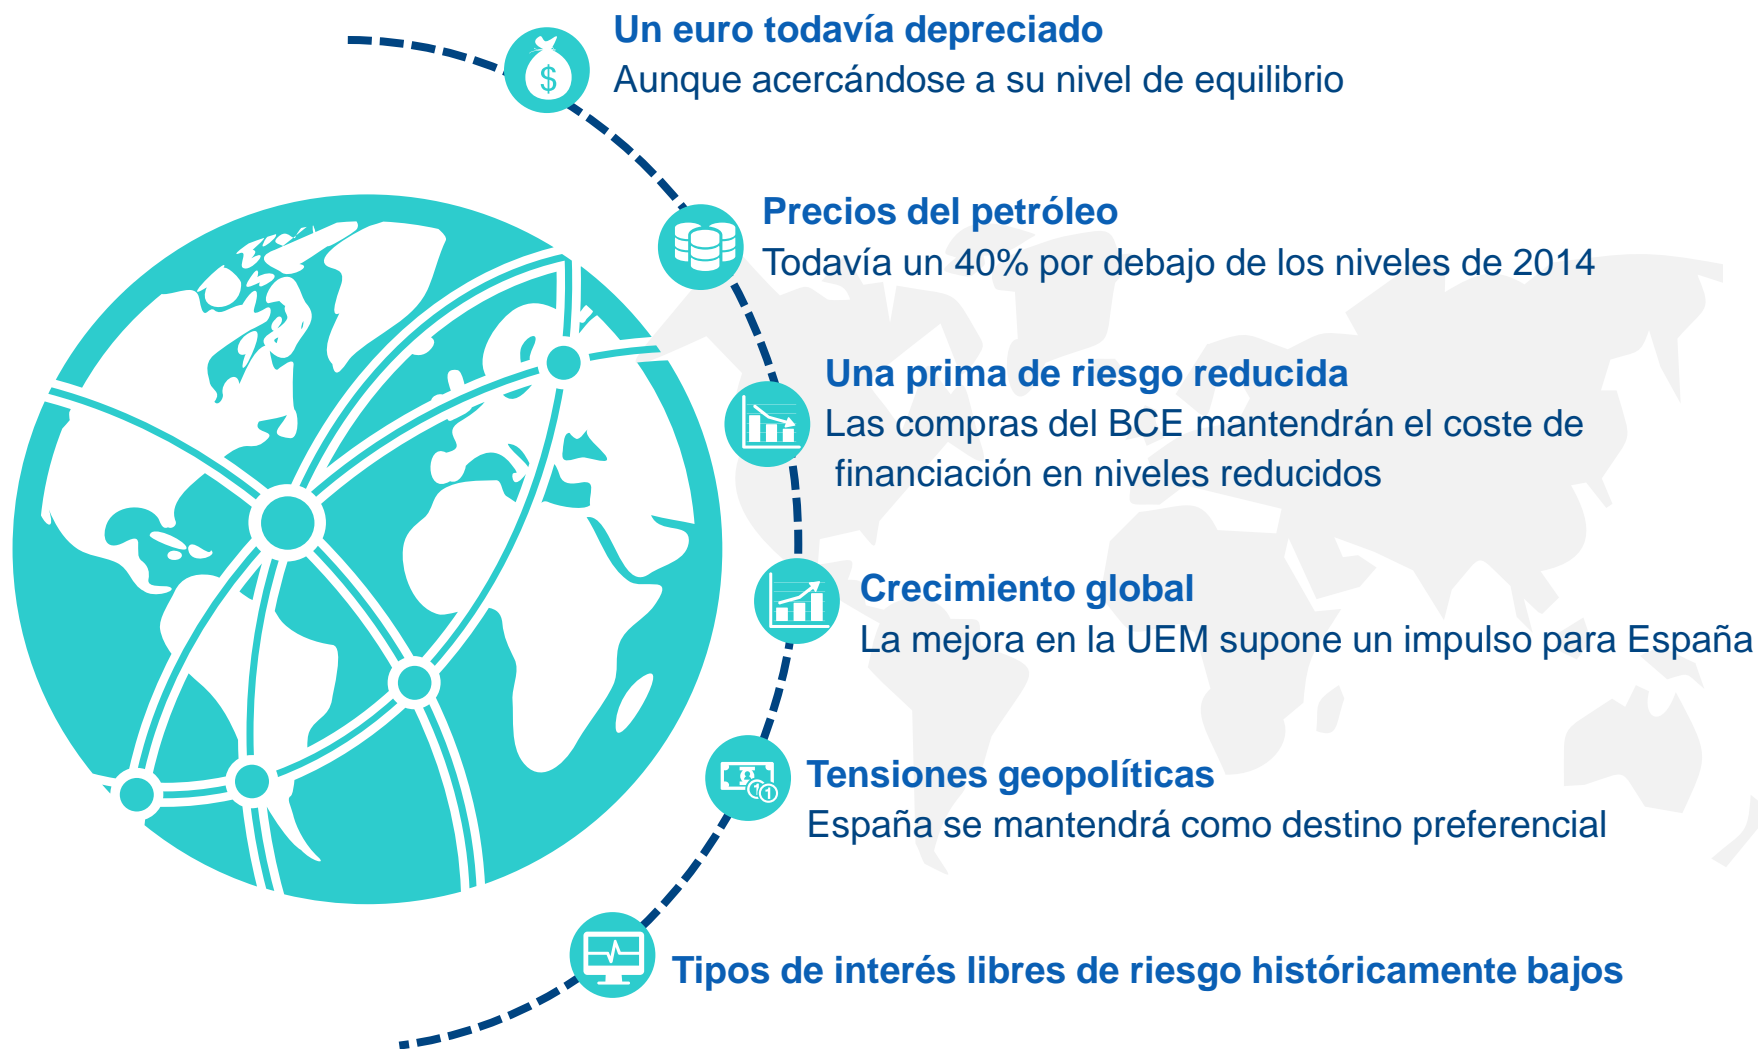 Un euro todavía depreciado
$
Aunque acercándose a su nivel de equilibrio
Precios del petróleo
Todavía un 40% por debajo de los niveles de 2014
Una prima de riesgo reducida
Las compras del BCE mantendrán el coste de
financiación en niveles reducidos
Crecimiento global
La mejora en la UEM supone un impulso para España
Tensiones geopolíticas
1 1
España se mantendrá como destino preferencial
Tipos de interés libres de riesgo históricamente bajos